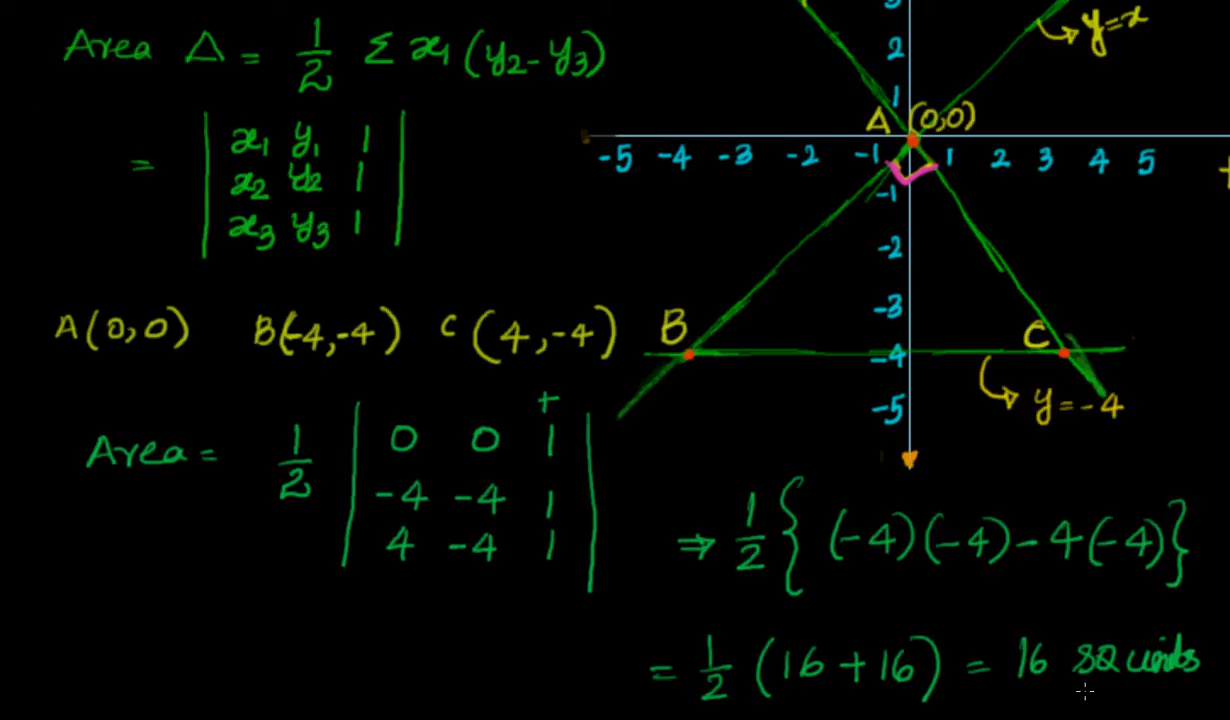 Area Δ = 1/2 Σ x₁ (y₂ - y₃)
= | x₁ y₁ 1 |
| x₂ y₂ 1 |
| x₃ y₃ 1 |
A(0,0) B(-4,-4) C(4,-4)
+
Area = 1/2 | 0 0 1 |
| -4 -4 1 |
| 4 -4 1 |
3
2
1
y=x
A (0,0)
-5 -4 -3 -2 -1 1 2 3 4 5
-1
-2
-3
B C
-4
y=-4
-5
⇒ 1/2 { (-4)(-4) - 4(-4) }
= 1/2 (16+16) = 16 sq units